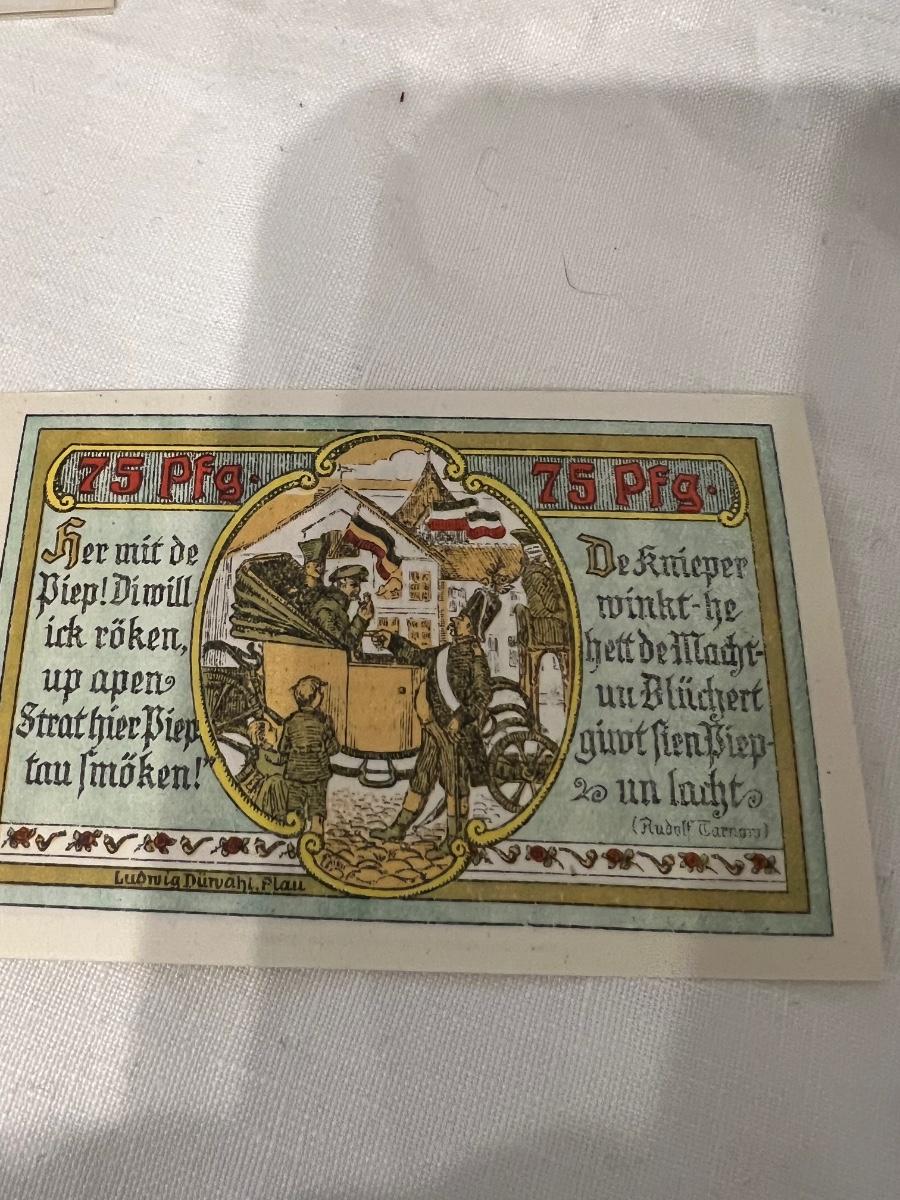 75 Pfg.
75 Pfg.
Her mit de
Piep! Di will
ick röken,
up apen
Strat hier Piep
tau smöken!"
De Knieper
winkt-he
hett de Macht-
un Blüchert
giwt sien Piep-
un lacht
(Rudolf Tarnow)
Ludwig Dürwahl, Plau